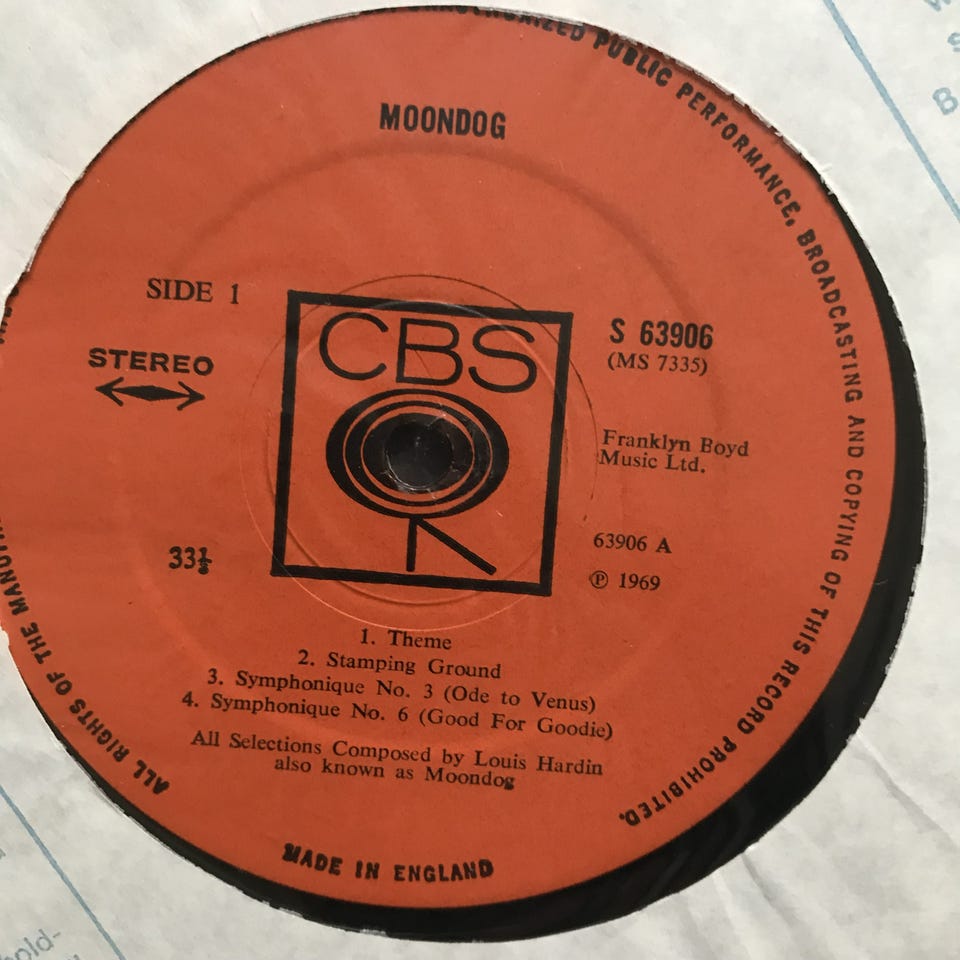 MOONDOG
SIDE 1
STEREO
33⅓
CBS
S 63906
(MS 7335)
Franklyn Boyd
Music Ltd.
63906 A
℗ 1969
1. Theme
2. Stamping Ground
3. Symphonique No. 3 (Ode to Venus)
4. Symphonique No. 6 (Good For Goodie)
All Selections Composed by Louis Hardin
also known as Moondog
MADE IN ENGLAND
ALL RIGHTS OF THE
PUBLIC PERFORMANCE, BROADCASTING AND COPYING OF THIS RECORD PROHIBITED.